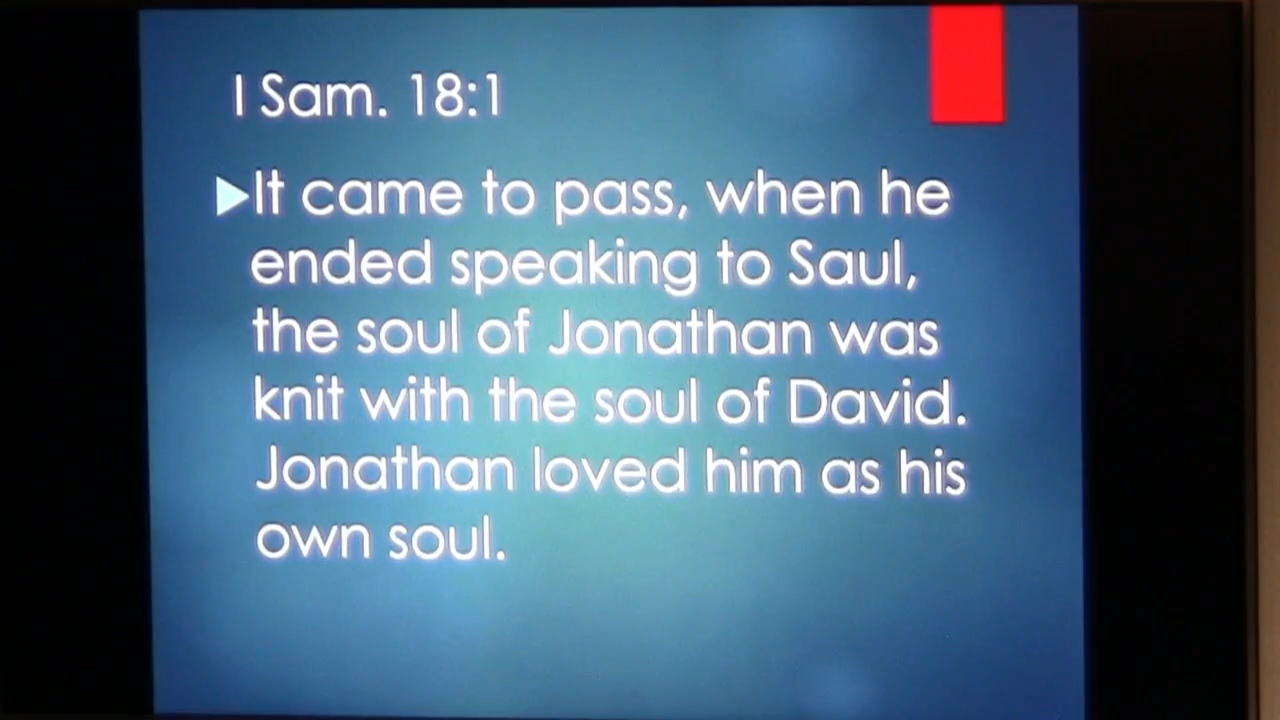 I Sam. 18:1
It came to pass, when he
ended speaking to Saul,
the soul of Jonathan was
knit with the soul of David.
Jonathan loved him as his
own soul.